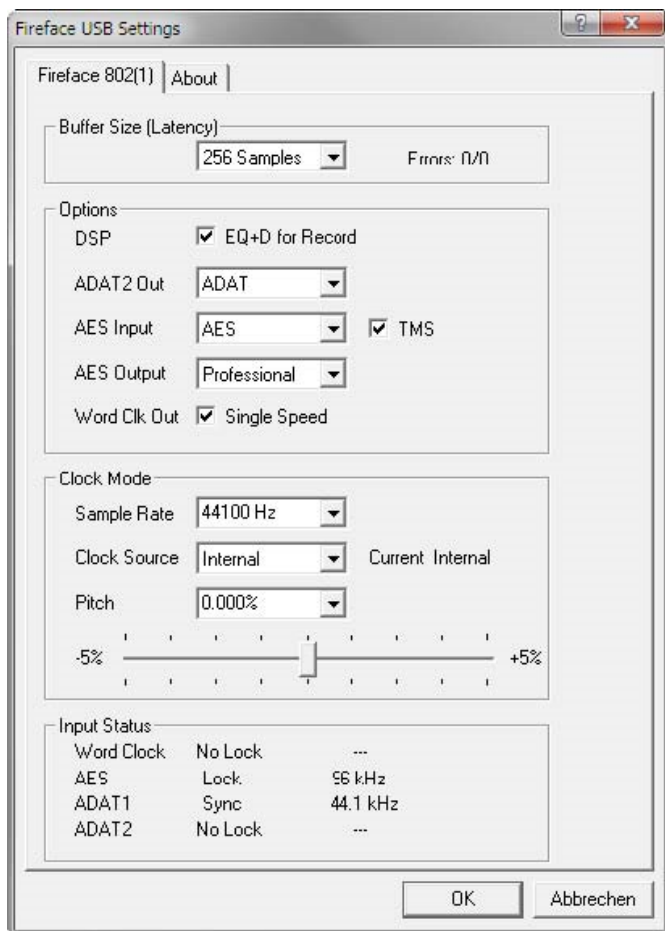 Fireface USB Settings
Fireface 802(1) About
Buffer Size (Latency)
256 Samples Errors: 0/0
Options
DSP EQ+D for Record
ADAT2 Out ADAT
AES Input AES TMS
AES Output Professional
Word Clk Out Single Speed
Clock Mode
Sample Rate 44100 Hz
Clock Source Internal Current Internal
Pitch 0.000%
-5% +5%
Input Status
Word Clock No Lock ---
AES Lock 96 kHz
ADAT1 Sync 44.1 kHz
ADAT2 No Lock ---
OK Abbrechen